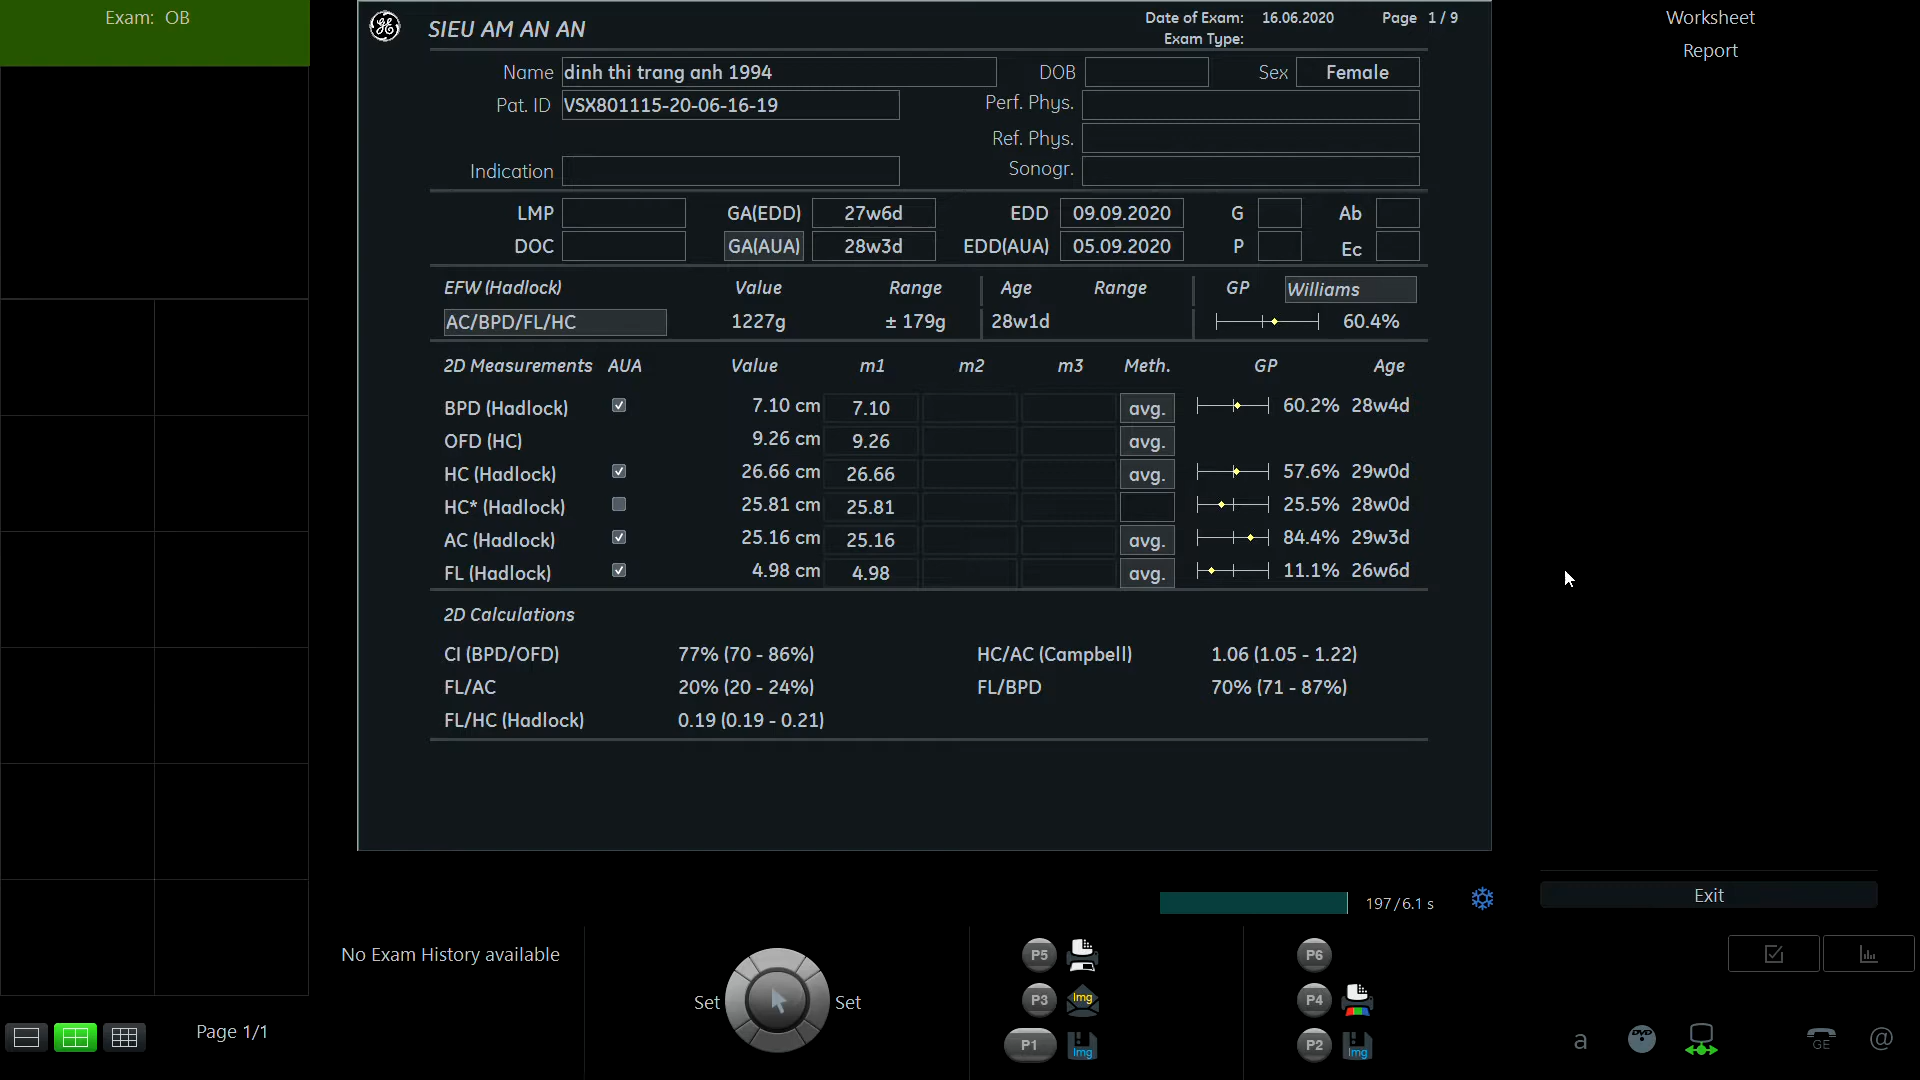 Exam: OB
SIEU AM AN AN
Date of Exam: 16.06.2020 Page 1 / 9
Exam Type:
Worksheet
Report
Name dinh thi trang anh 1994 DOB Sex Female
Pat. ID VSX801115-20-06-16-19 Perf. Phys.
Ref. Phys.
Indication Sonogr.
LMP GA(EDD) 27w6d EDD 09.09.2020 G Ab
DOC GA(AUA) 28w3d EDD(AUA) 05.09.2020 P Ec
EFW (Hadlock) Value Range Age Range GP Williams
AC/BPD/FL/HC 1227g ± 179g 28w1d 60.4%
2D Measurements AUA Value m1 m2 m3 Meth. GP Age
BPD (Hadlock) 7.10 cm 7.10 avg. 60.2% 28w4d
OFD (HC) 9.26 cm 9.26 avg.
HC (Hadlock) 26.66 cm 26.66 avg. 57.6% 29w0d
HC* (Hadlock) 25.81 cm 25.81 25.5% 28w0d
AC (Hadlock) 25.16 cm 25.16 avg. 84.4% 29w3d
FL (Hadlock) 4.98 cm 4.98 avg. 11.1% 26w6d
2D Calculations
CI (BPD/OFD) 77% (70 - 86%) HC/AC (Campbell) 1.06 (1.05 - 1.22)
FL/AC 20% (20 - 24%) FL/BPD 70% (71 - 87%)
FL/HC (Hadlock) 0.19 (0.19 - 0.21)
197/6.1 s
Exit
No Exam History available
Set Set
P5 P6
P3 Img P4
P1 Img P2 Img
Page 1/1
a DVD GE @